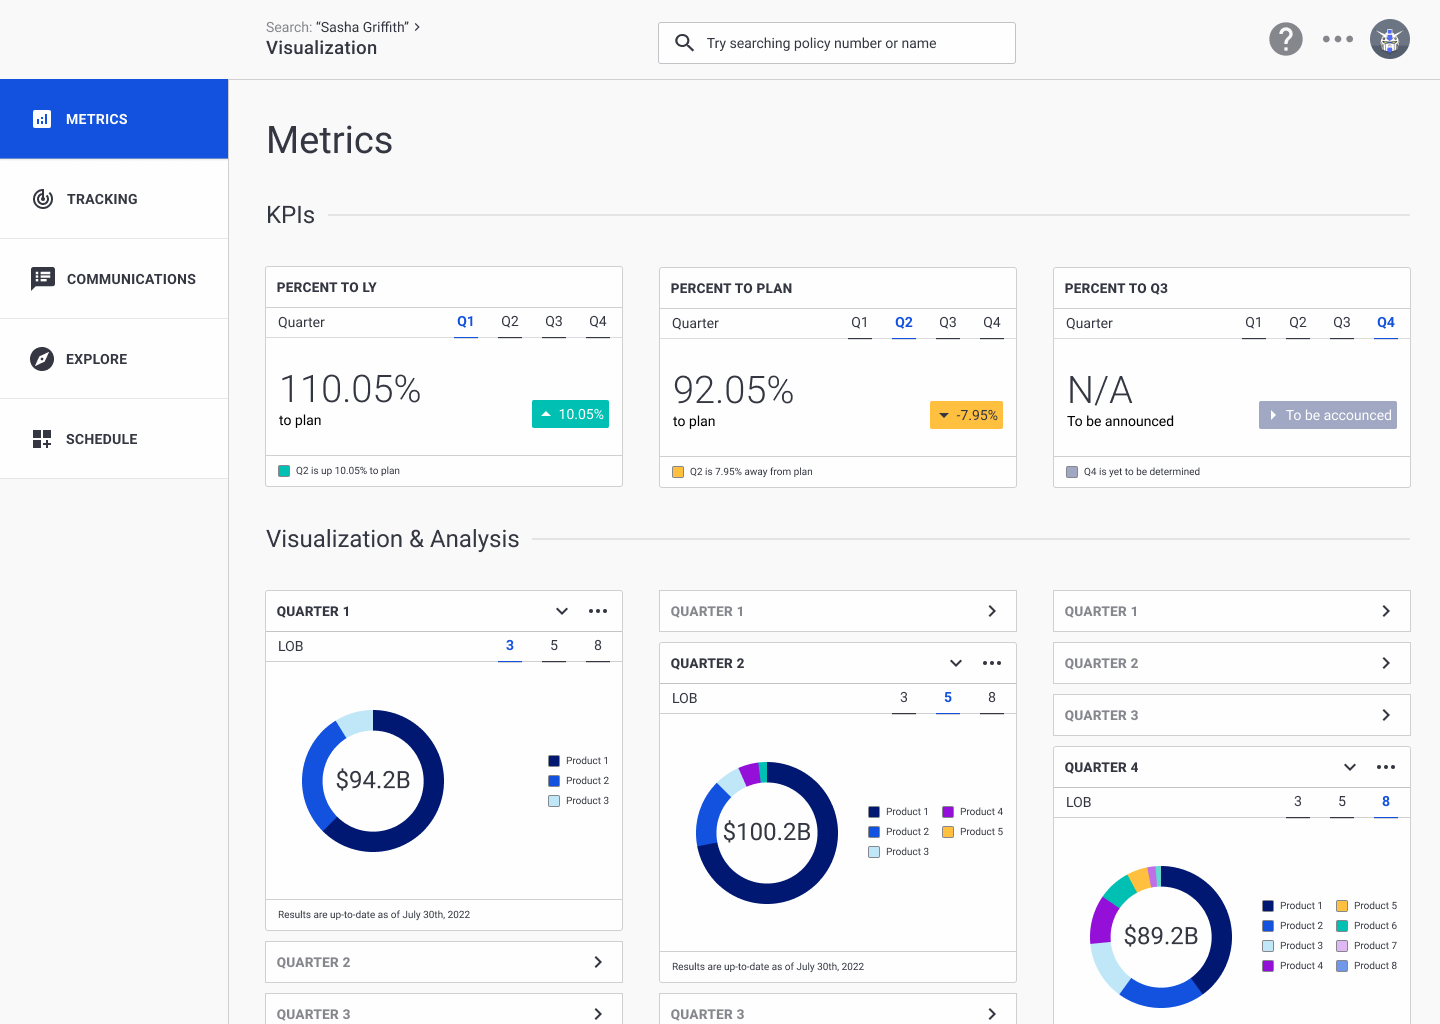 Search: “Sasha Griffith”
Visualization
Try searching policy number or name
?
METRICS
TRACKING
COMMUNICATIONS
EXPLORE
SCHEDULE
Metrics
KPIs
PERCENT TO LY
Quarter Q1 Q2 Q3 Q4
110.05%
to plan
10.05%
Q2 is up 10.05% to plan
PERCENT TO PLAN
Quarter Q1 Q2 Q3 Q4
92.05%
to plan
-7.95%
Q2 is 7.95% away from plan
PERCENT TO Q3
Quarter Q1 Q2 Q3 Q4
N/A
To be announced
To be accounced
Q4 is yet to be determined
Visualization & Analysis
QUARTER 1
LOB 3 5 8
$94.2B
Product 1
Product 2
Product 3
Results are up-to-date as of July 30th, 2022
QUARTER 2
QUARTER 3
QUARTER 1
QUARTER 2
LOB 3 5 8
$100.2B
Product 1 Product 4
Product 2 Product 5
Product 3
Results are up-to-date as of July 30th, 2022
QUARTER 3
QUARTER 1
QUARTER 2
QUARTER 3
QUARTER 4
LOB 3 5 8
$89.2B
Product 1 Product 5
Product 2 Product 6
Product 3 Product 7
Product 4 Product 8